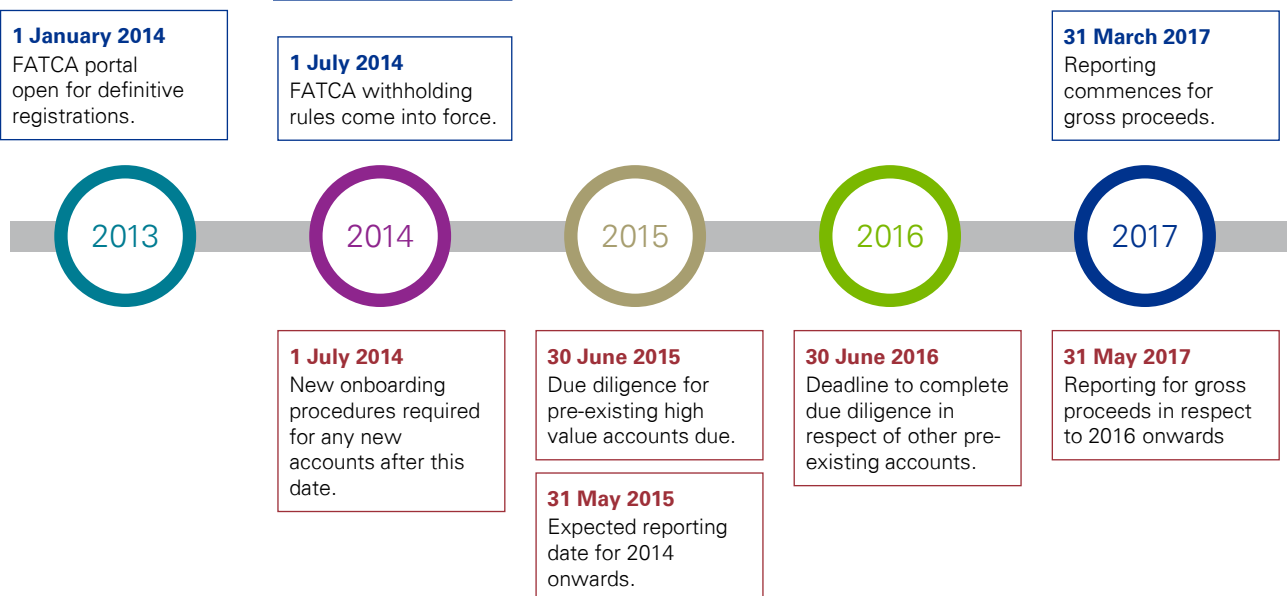 1 January 2014
FATCA portal
open for definitive
registrations.
1 July 2014
FATCA withholding
rules come into force.
31 March 2017
Reporting
commences for
gross proceeds.
2013
2014
2015
2016
2017
1 July 2014
New onboarding
procedures required
for any new
accounts after this
date.
30 June 2015
Due diligence for
pre-existing high
value accounts due.
31 May 2015
Expected reporting
date for 2014
onwards.
30 June 2016
Deadline to complete
due diligence in
respect of other pre-
existing accounts.
31 May 2017
Reporting for gross
proceeds in respect
to 2016 onwards